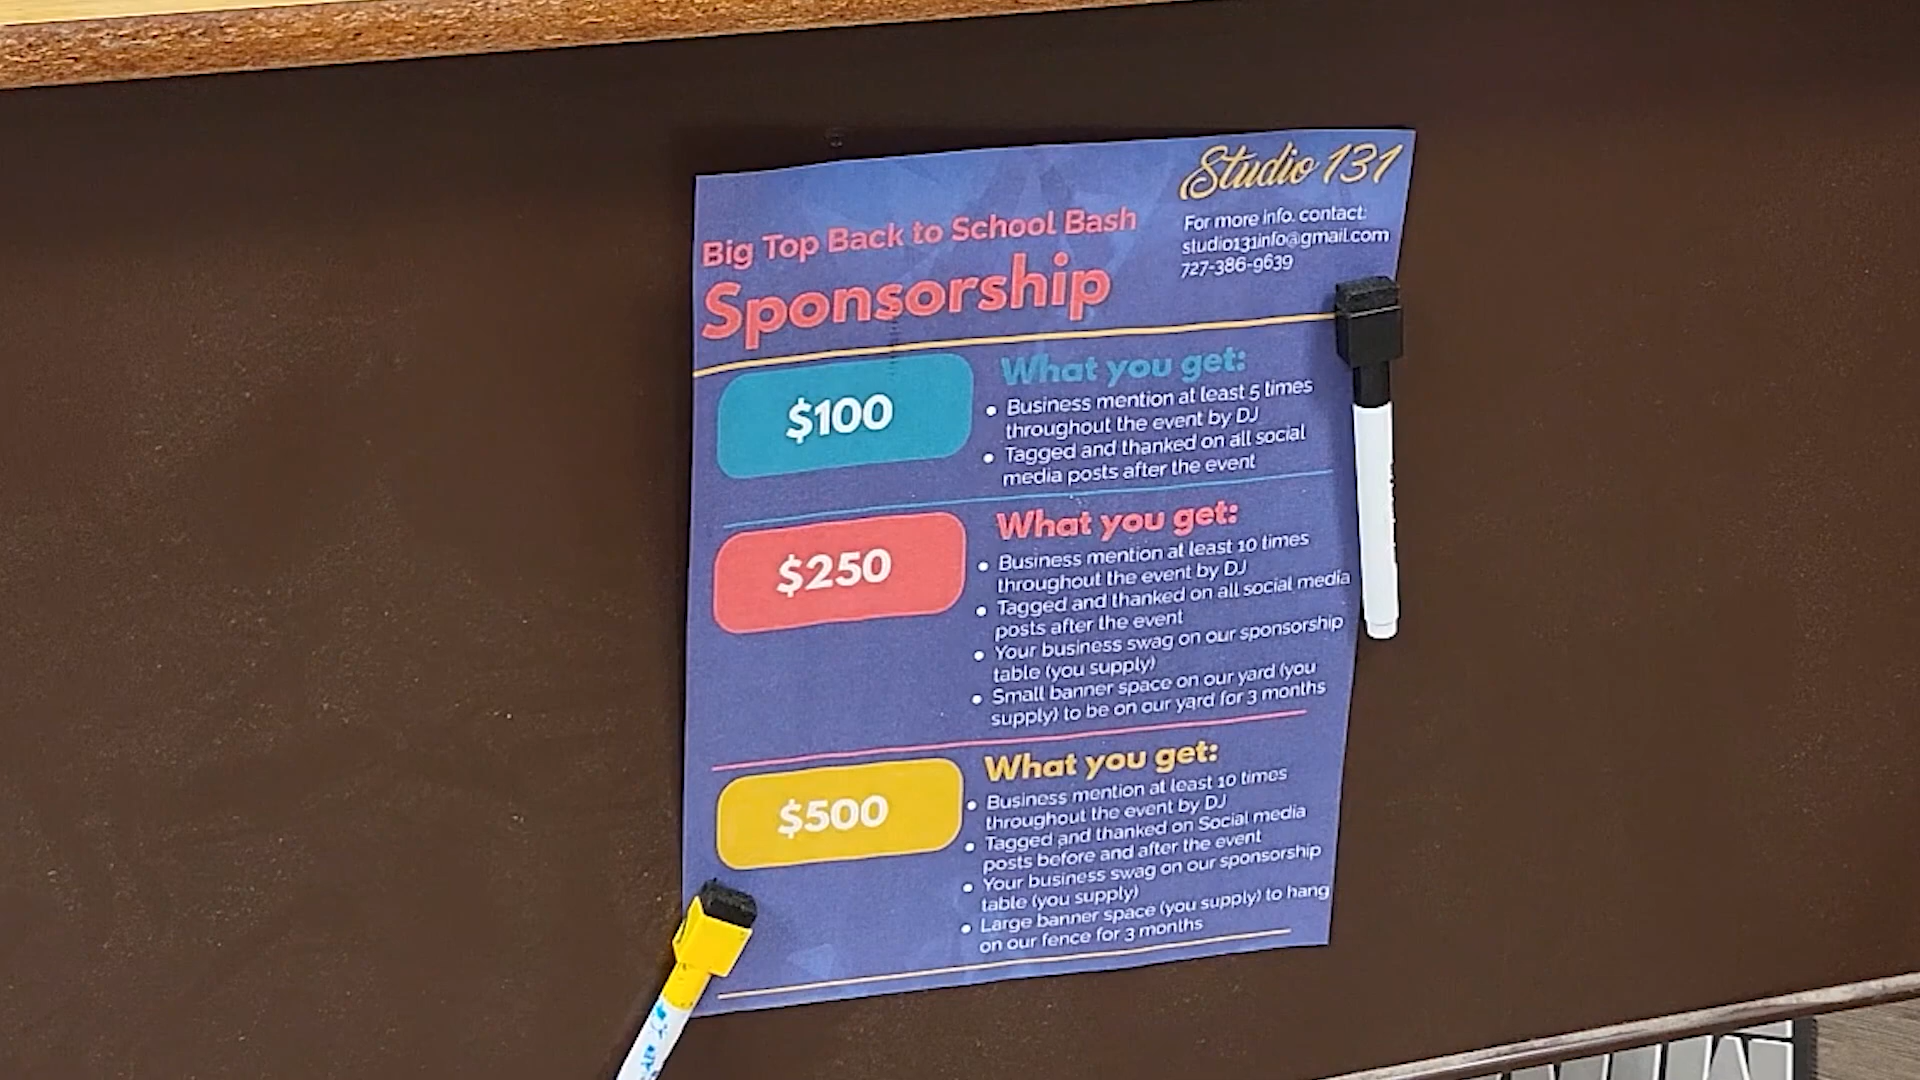 Studio 131
For more info. contact:
studio131info@gmail.com
727-386-9639
Big Top Back to School Bash
Sponsorship
$100
What you get:
• Business mention at least 5 times
throughout the event by DJ
• Tagged and thanked on all social
media posts after the event
$250
What you get:
• Business mention at least 10 times
throughout the event by DJ
• Tagged and thanked on all social media
posts after the event
• Your business swag on our sponsorship
table (you supply)
• Small banner space on our yard (you
supply) to be on our yard for 3 months
$500
What you get:
• Business mention at least 10 times
throughout the event by DJ
• Tagged and thanked on Social media
posts before and after the event
• Your business swag on our sponsorship
table (you supply)
• Large banner space (you supply) to hang
on our fence for 3 months